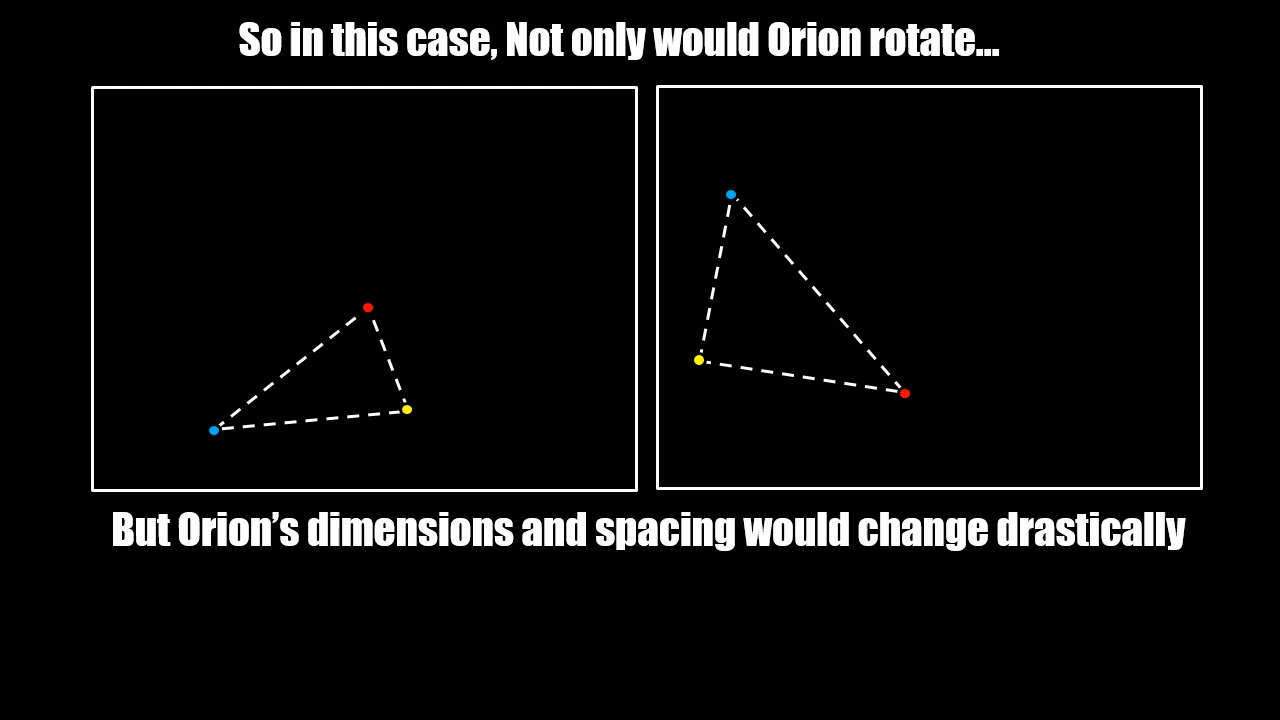 So in this case, Not only would Orion rotate...
But Orion’s dimensions and spacing would change drastically